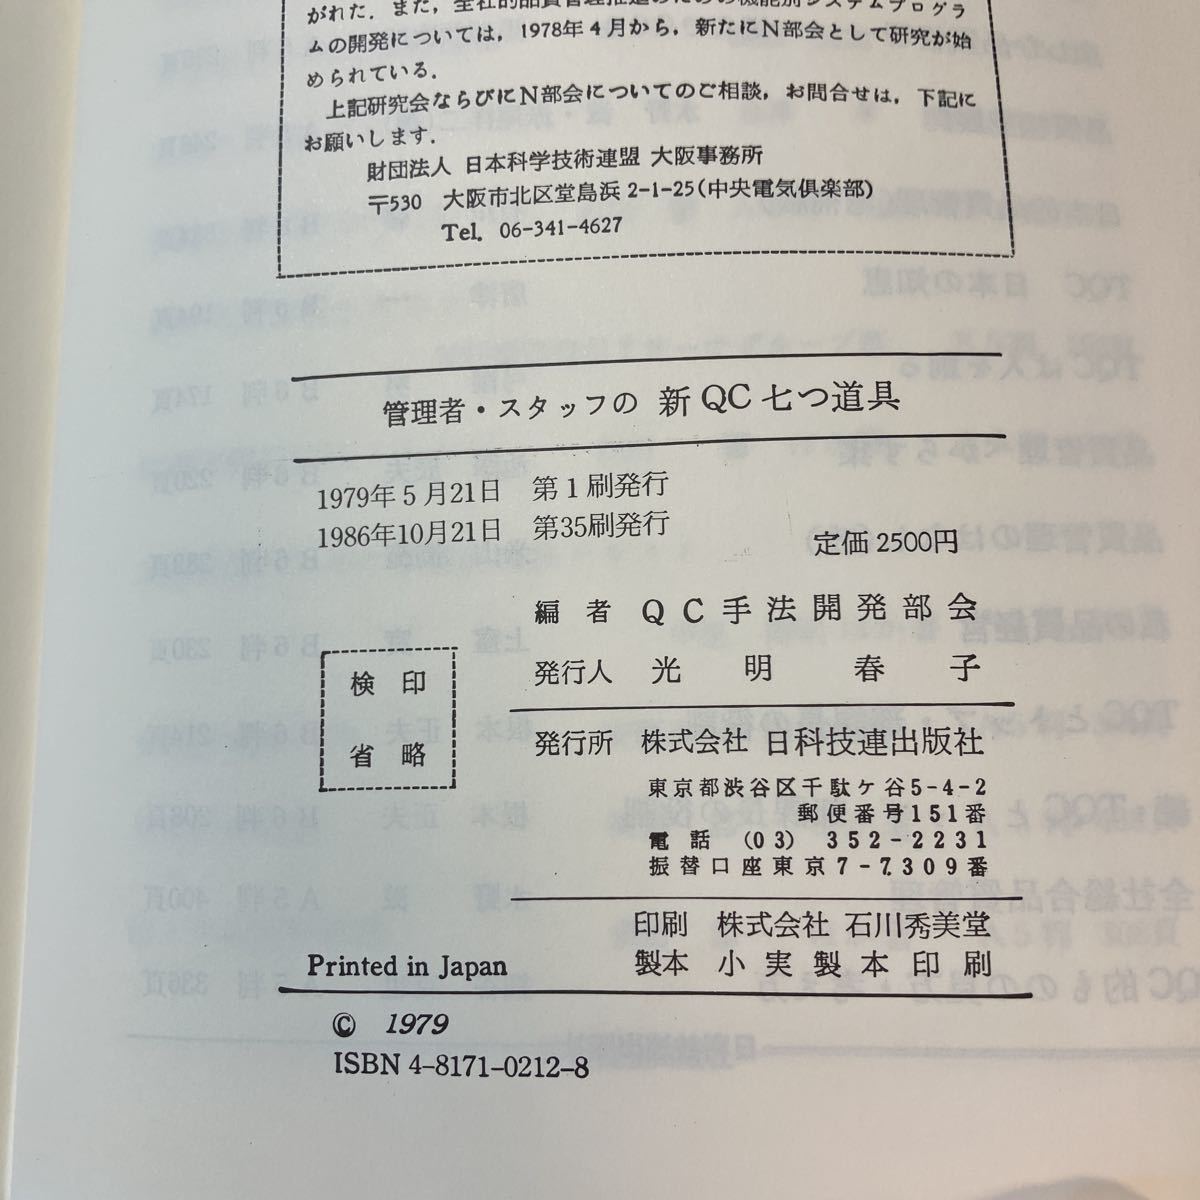 がれた．また，全社的品質管理推進のための機能別システムプログラ
ムの開発については，1978年４月から，新たにN部会として研究が始
められている．
上記研究会ならびにN部会についてのご相談，お問合せは，下記に
お願いします．
財団法人 日本科学技術連盟 大阪事務所
〒530 大阪市北区堂島浜 2-1-25(中央電気倶楽部)
Tel. 06-341-4627
管理者・スタッフの 新QC七つ道具
1979年５月21日 第１刷発行
1986年10月21日 第35刷発行
定価 2500円
編者 ＱＣ手法開発部会
発行人 光明春子
検印
省略
発行所 株式会社 日科技連出版社
東京都渋谷区千駄ケ谷5-4-2
郵便番号151番
電話 (03) 352-2231
振替口座東京7-7309番
印刷 株式会社 石川秀美堂
製本 小実製本印刷
Printed in Japan
© 1979
ISBN 4-8171-0212-8